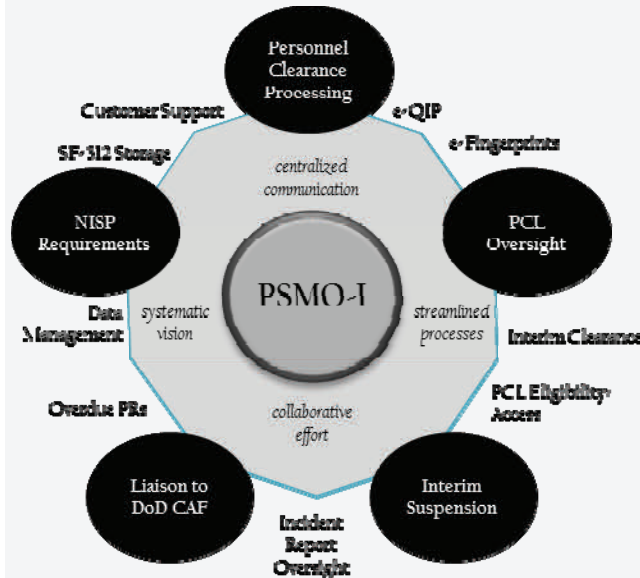 Personnel
Clearance
Processing
Customer Support
e-QIP
SF-312 Storage
e-Fingerprints
centralized
communication
NISP
Requirements
PCL
Oversight
PSMO-I
Data
Management
systematic
vision
streamlined
processes
Interim Clearance
Overdue PRs
collaborative
effort
PCL Eligibility/
Access
Liaison to
DoD CAF
Interim
Suspension
Incident
Report
Oversight